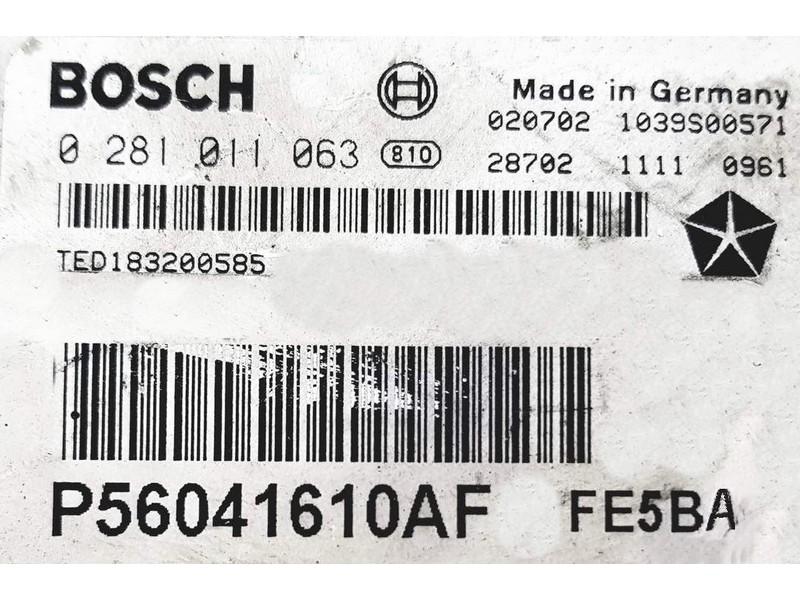 BOSCH
Made in Germany
020702 1039S00571
0 281 011 063 810
28702 1111 0961
TED183200585
P56041610AF FE5BA